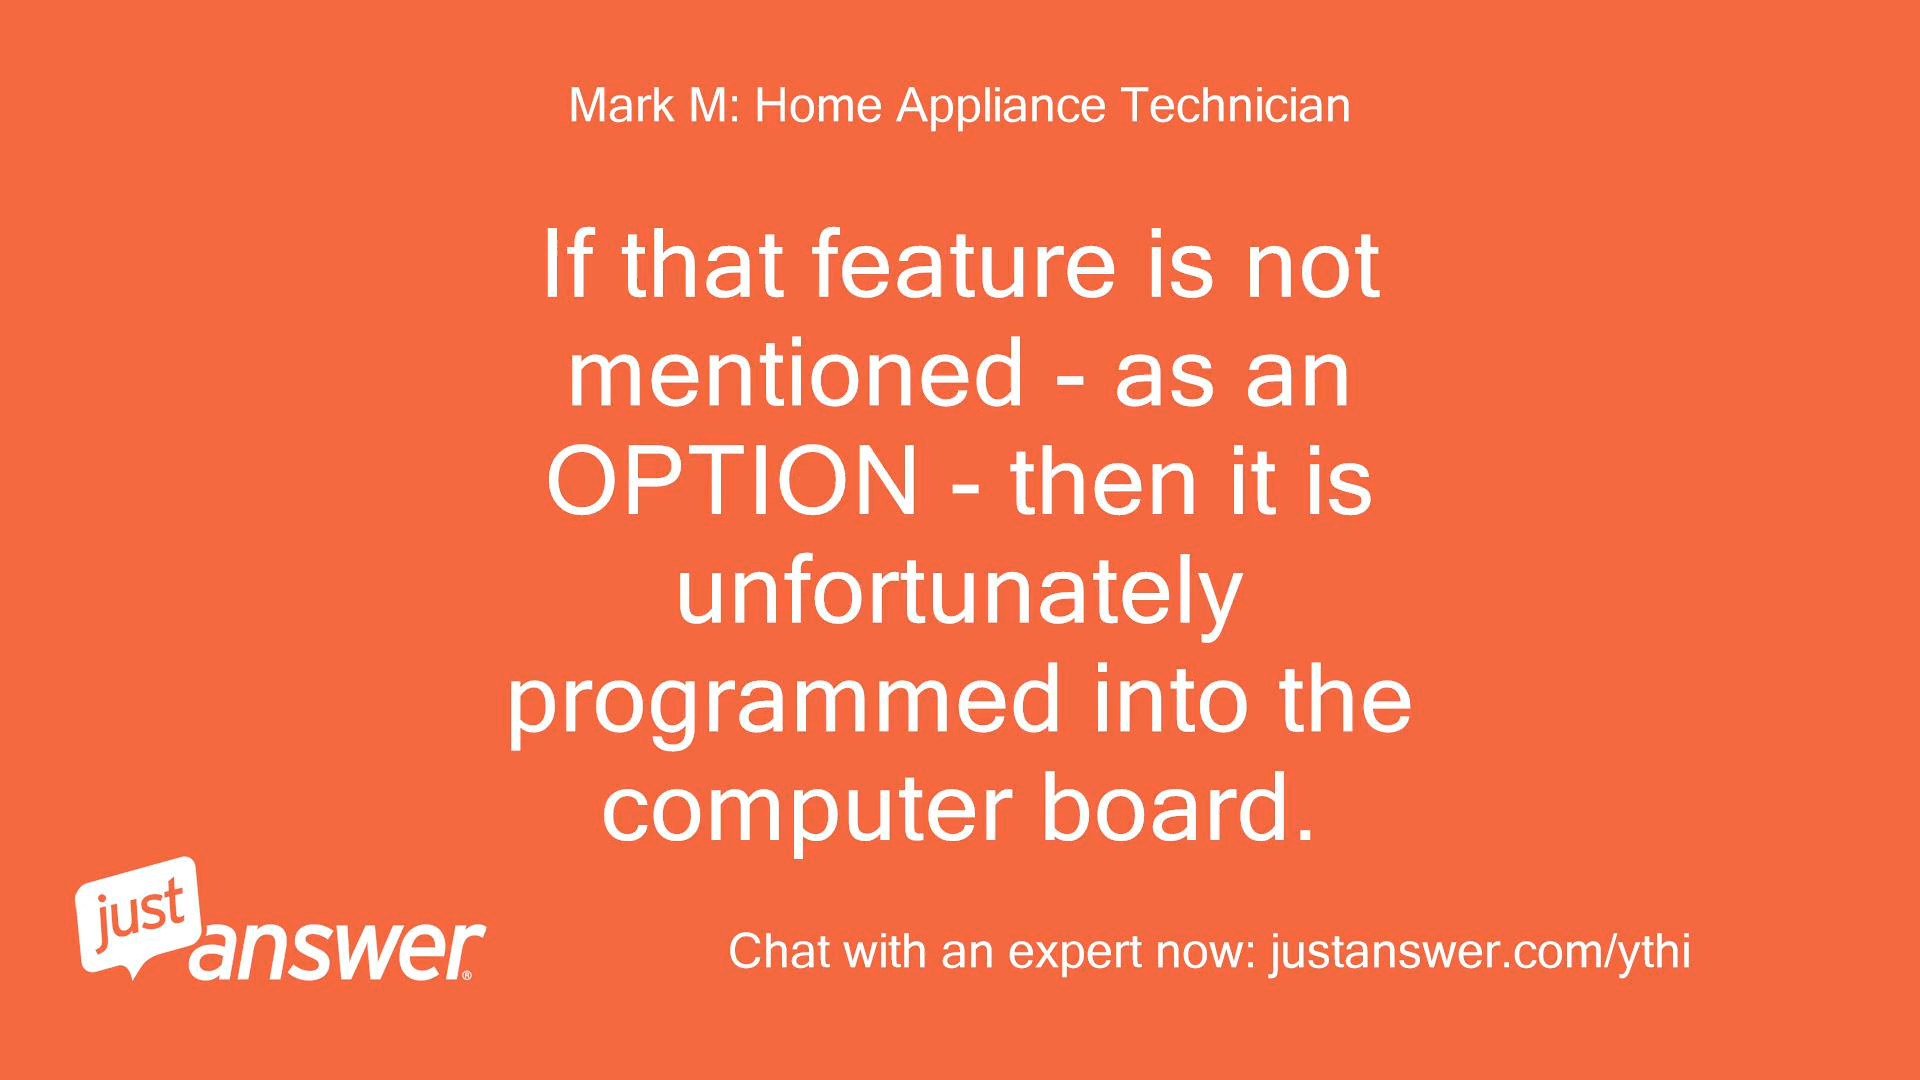 Mark M: Home Appliance Technician
If that feature is not
mentioned - as an
OPTION - then it is
unfortunately
programmed into the
computer board.
just
answer®
Chat with an expert now: justanswer.com/ythi